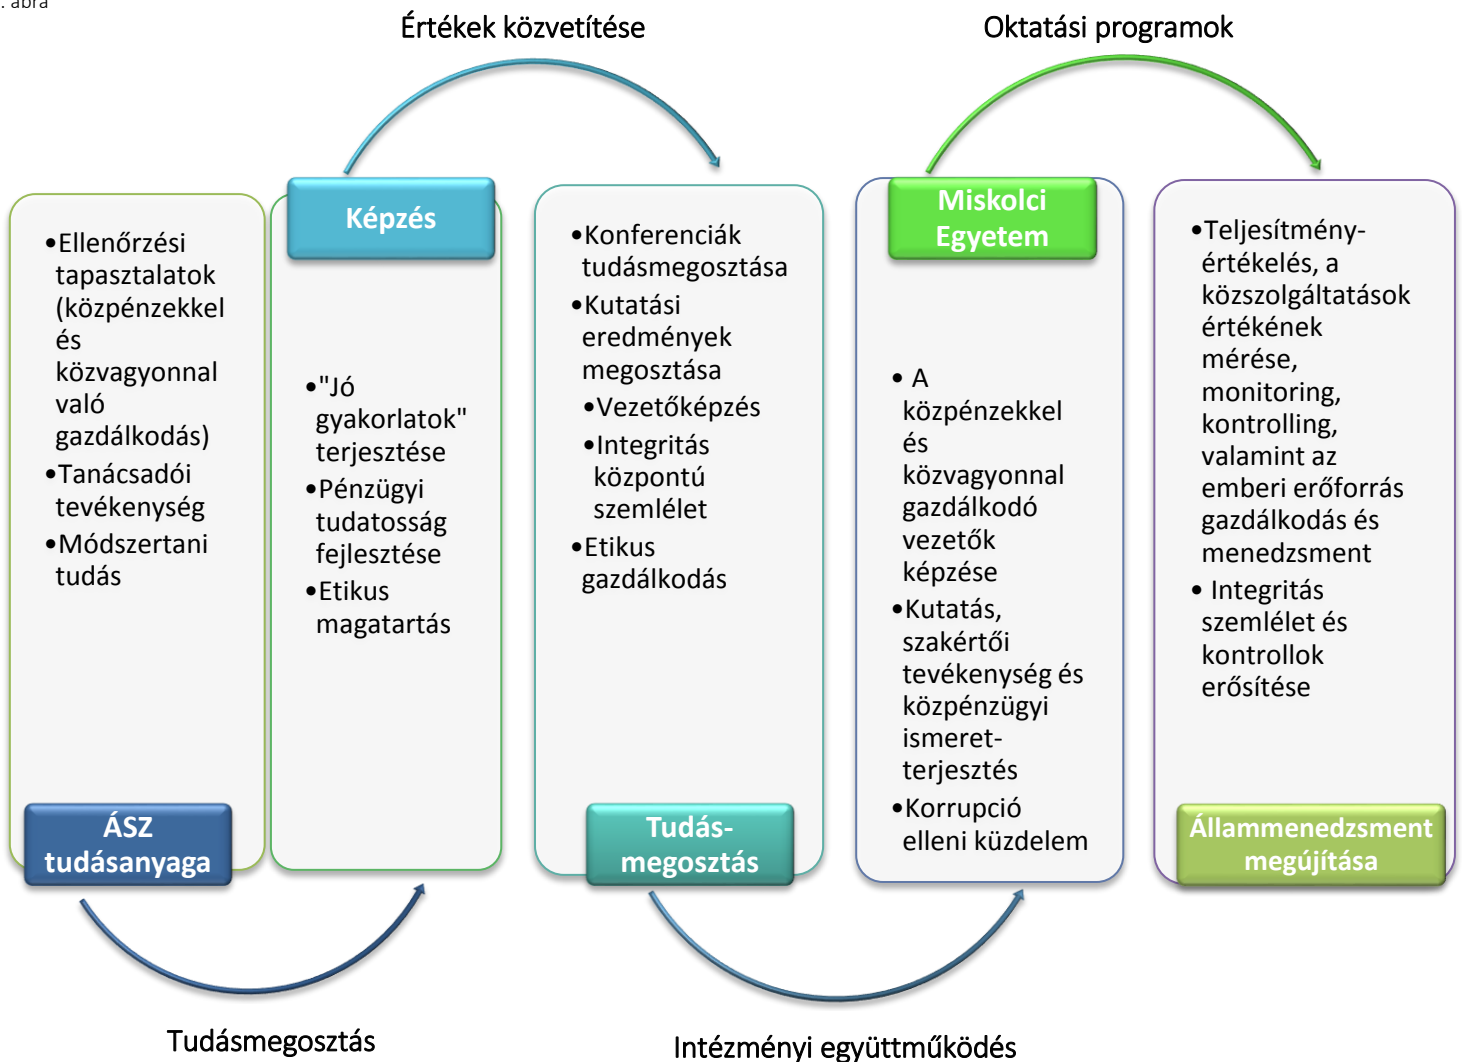 . ábra
Értékek közvetítése
Oktatási programok
•Ellenőrzési
tapasztalatok
(közpénzekkel
és
közvagyonnal
való
gazdálkodás)
•Tanácsadói
tevékenység
•Módszertani
tudás
ÁSZ
tudásanyaga
Képzés
•"Jó
gyakorlatok"
terjesztése
•Pénzügyi
tudatosság
fejlesztése
•Etikus
magatartás
•Konferenciák
tudásmegosztása
•Kutatási
eredmények
megosztása
•Vezetőképzés
•Integritás
központú
szemlélet
•Etikus
gazdálkodás
Tudás-
megosztás
Miskolci
Egyetem
• A
közpénzekkel
és
közvagyonnal
gazdálkodó
vezetők
képzése
•Kutatás,
szakértői
tevékenység és
közpénzügyi
ismeret-
terjesztés
•Korrupció
elleni küzdelem
•Teljesítmény-
értékelés, a
közszolgáltatások
értékének
mérése,
monitoring,
kontrolling,
valamint az
emberi erőforrás
gazdálkodás és
menedzsment
• Integritás
szemlélet és
kontrollok
erősítése
Állammenedzsment
megújítása
Tudásmegosztás
Intézményi együttműködés